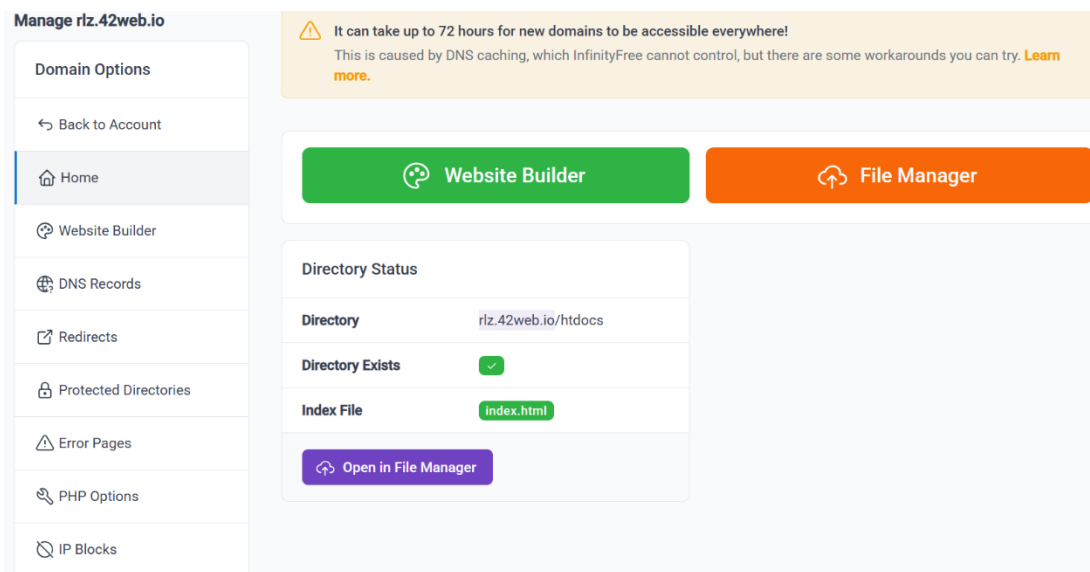 Manage rlz.42web.io
Domain Options
Back to Account
Home
Website Builder
DNS Records
Redirects
Protected Directories
Error Pages
PHP Options
IP Blocks
It can take up to 72 hours for new domains to be accessible everywhere!
This is caused by DNS caching, which InfinityFree cannot control, but there are some workarounds you can try. Learn
more.
Website Builder
File Manager
Directory Status
Directory rlz.42web.io/htdocs
Directory Exists
Index File index.html
Open in File Manager